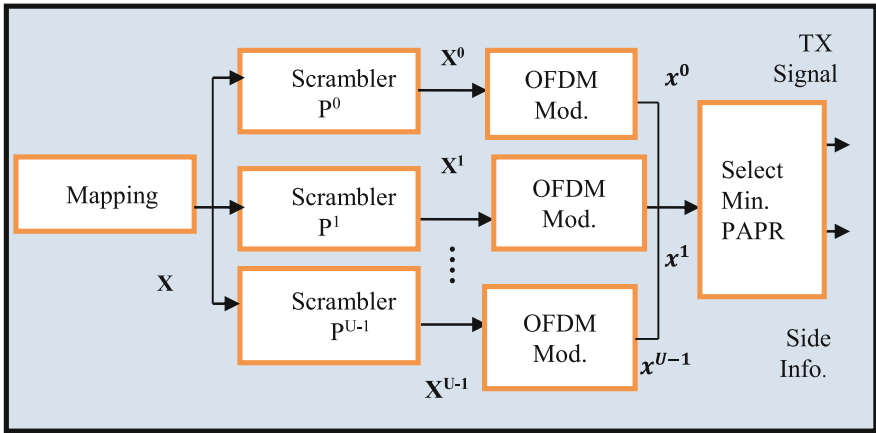 Mapping
X
Scrambler
P⁰
X⁰
OFDM
Mod.
x⁰
Scrambler
P¹
X¹
OFDM
Mod.
x¹
Scrambler
Pᵁ⁻¹
Xᵁ⁻¹
OFDM
Mod.
xᵁ⁻¹
Select
Min.
PAPR
TX
Signal
Side
Info.